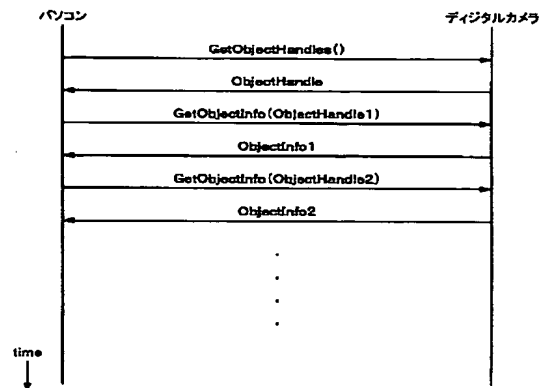 パソコン
ディジタルカメラ
GetObjectHandles()
ObjectHandle
GetObjectInfo(ObjactHandle1)
ObjectInfo1
GetObjectInfo(ObjectHandle2)
ObjectInfo2
time